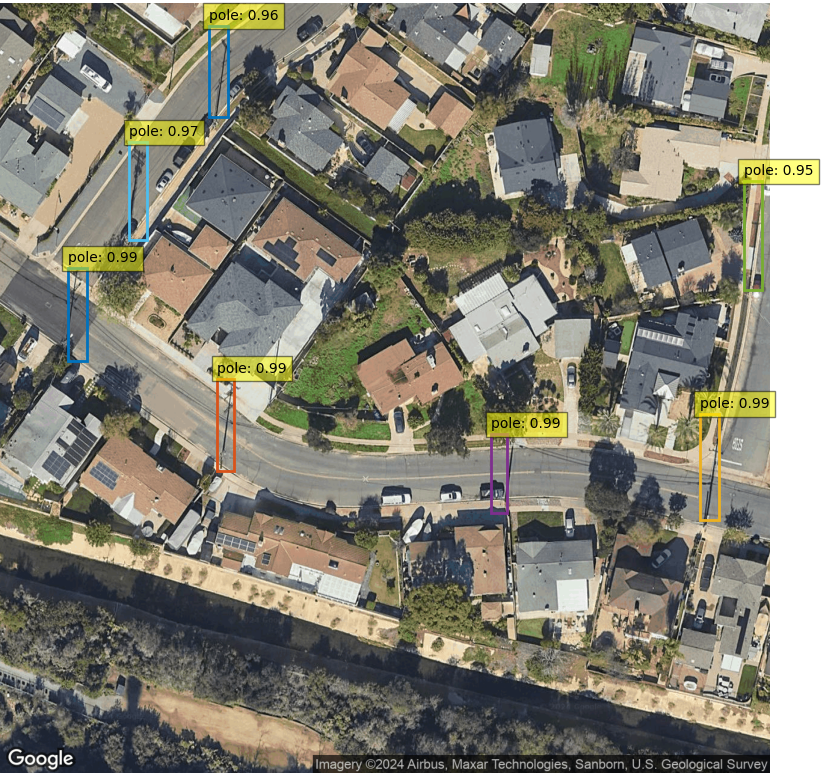 pole: 0.96
pole: 0.97
pole: 0.95
pole: 0.99
pole: 0.99
pole: 0.99
pole: 0.99
Google
Imagery ©2024 Airbus, Maxar Technologies, Sanborn, U.S. Geological Survey